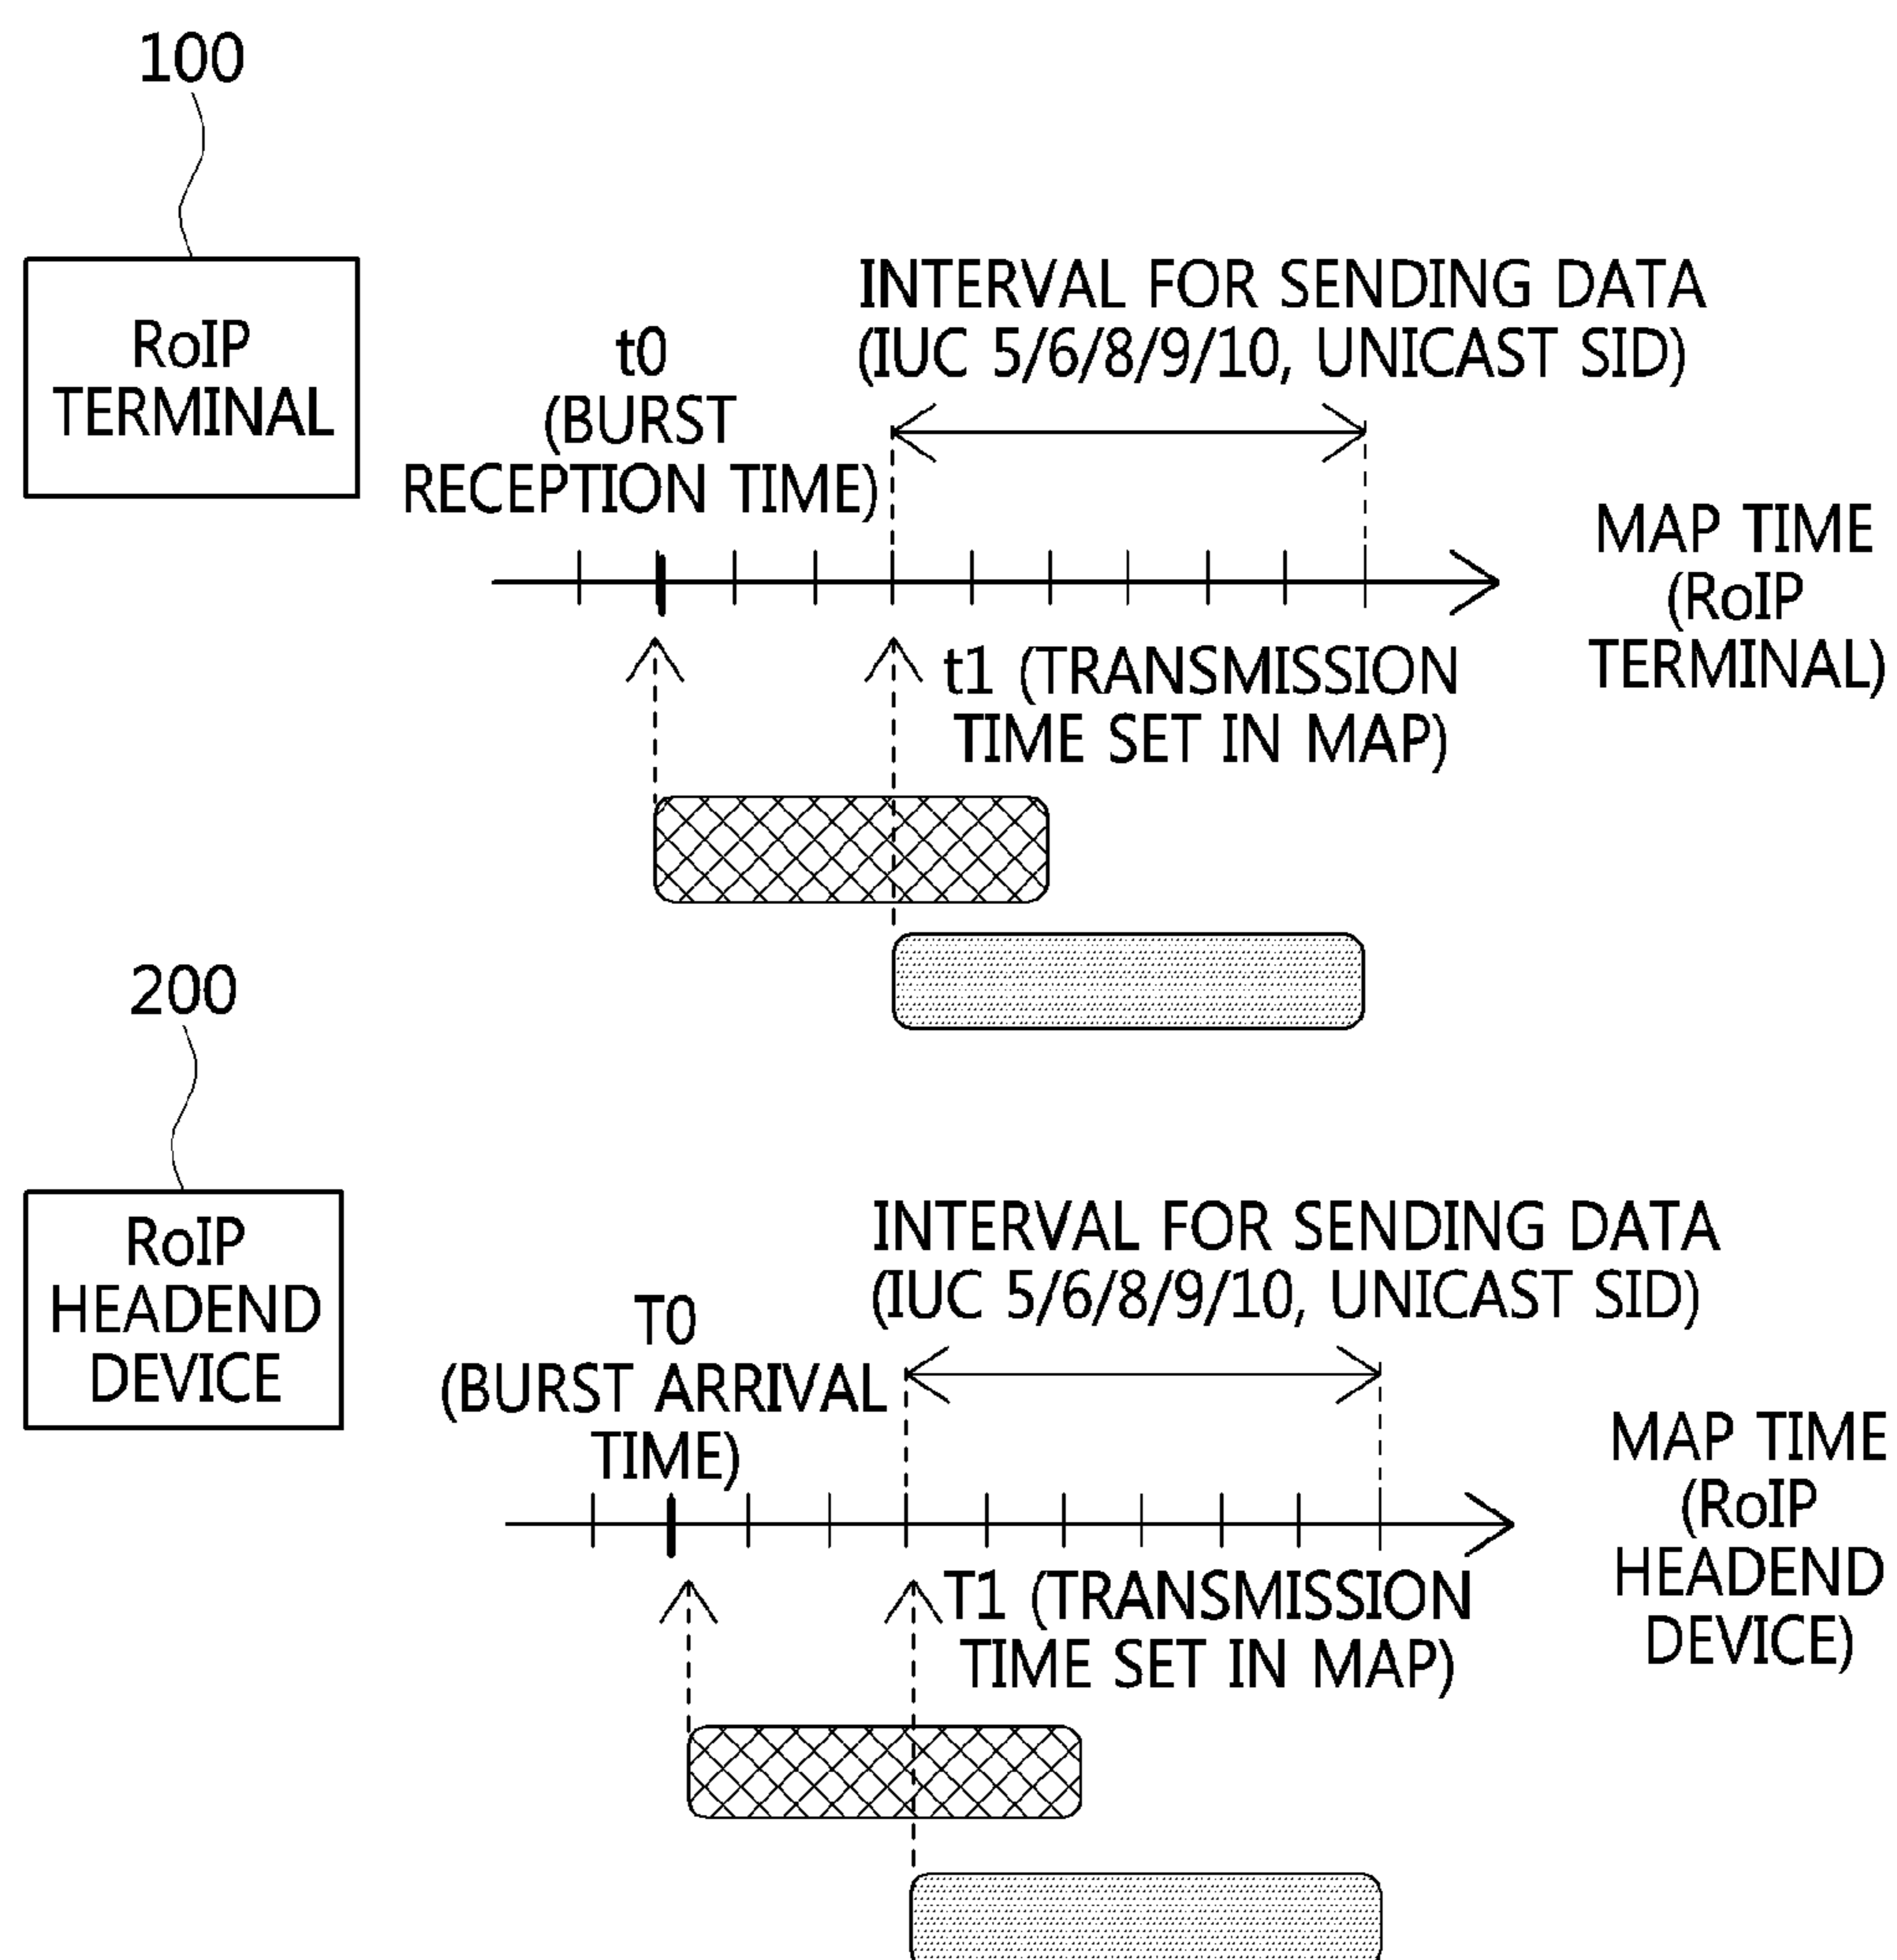 100
RoIP
TERMINAL
t0
(BURST
RECEPTION TIME)
INTERVAL FOR SENDING DATA
(IUC 5/6/8/9/10, UNICAST SID)
MAP TIME
(RoIP
TERMINAL)
t1 (TRANSMISSION
TIME SET IN MAP)
200
RoIP
HEADEND
DEVICE
T0
(BURST ARRIVAL
TIME)
INTERVAL FOR SENDING DATA
(IUC 5/6/8/9/10, UNICAST SID)
MAP TIME
(RoIP
HEADEND
DEVICE)
T1 (TRANSMISSION
TIME SET IN MAP)